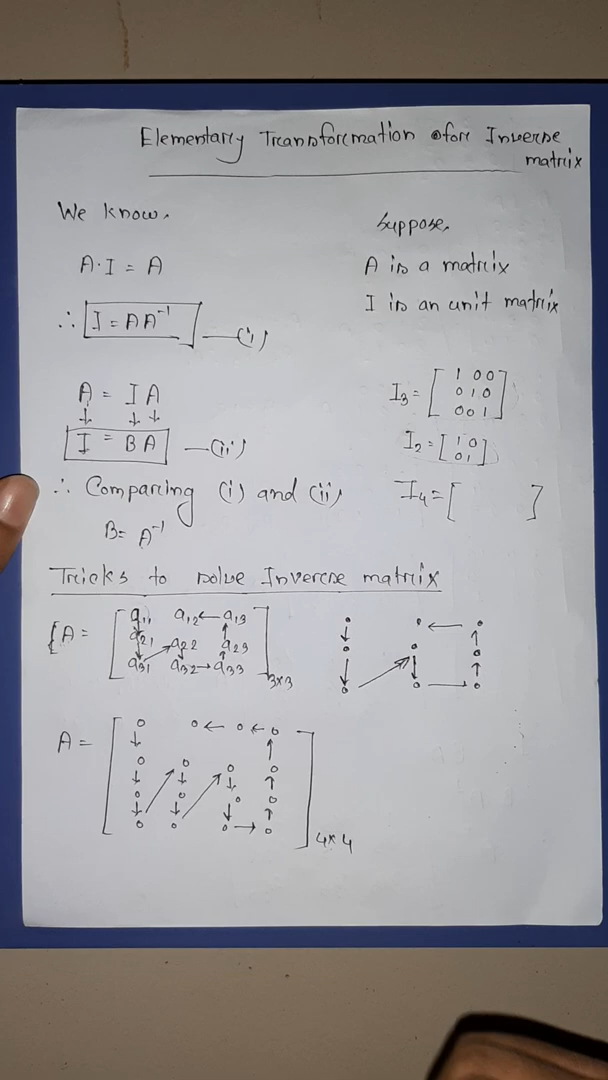 Elementary Transformation for Inverse
matrix
We know,
Suppose,
A·I = A
A is a matrix
I is an unit matrix
∴ I = AA⁻¹ —(i)
A = I A
I₃ = [ 1 0 0
0 1 0
0 0 1 ]
↓ ↓ ↓
I = B A —(ii)
I₂ = [ 1 0
0 1 ]
∴ Comparing (i) and (ii),
I₄ = [ ]
B = A⁻¹
Tricks to solve Inverse matrix
{A = [ a₁₁ a₁₂ ← a₁₃
a₂₁ a₂₂ a₂₃
a₃₁ a₃₂ → a₃₃ ] 3×3
A = [ ] 4×4